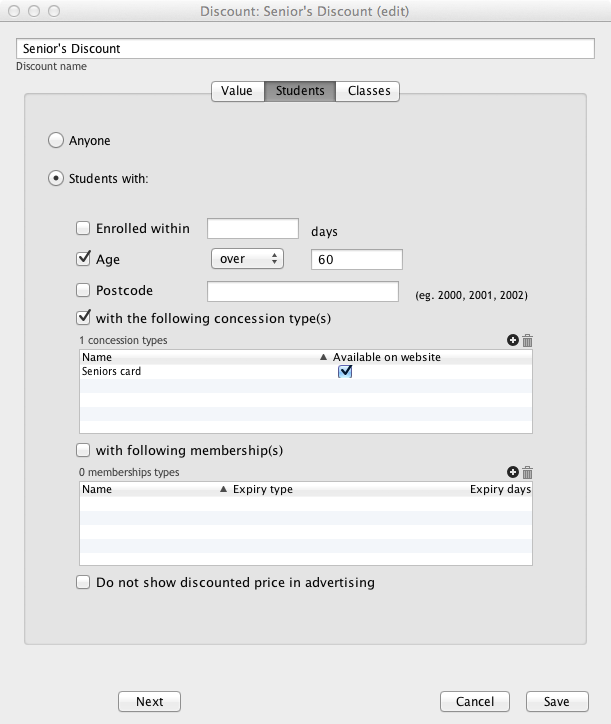 Discount: Senior's Discount (edit)
Senior's Discount
Discount name
Value Students Classes
Anyone
Students with:
Enrolled within days
Age over 60
Postcode (eg. 2000, 2001, 2002)
with the following concession type(s)
1 concession types
Name Available on website
Seniors card
with following membership(s)
0 memberships types
Name Expiry type Expiry days
Do not show discounted price in advertising
Next Cancel Save